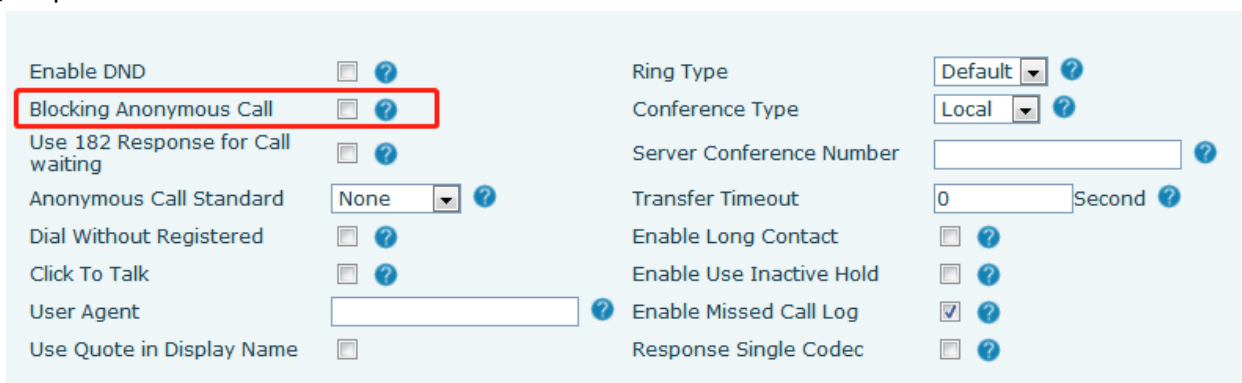 Enable DND
Ring Type Default
Blocking Anonymous Call
Conference Type Local
Use 182 Response for Call
waiting
Server Conference Number
Anonymous Call Standard None
Transfer Timeout 0 Second
Dial Without Registered
Enable Long Contact
Click To Talk
Enable Use Inactive Hold
User Agent
Enable Missed Call Log
Use Quote in Display Name
Response Single Codec